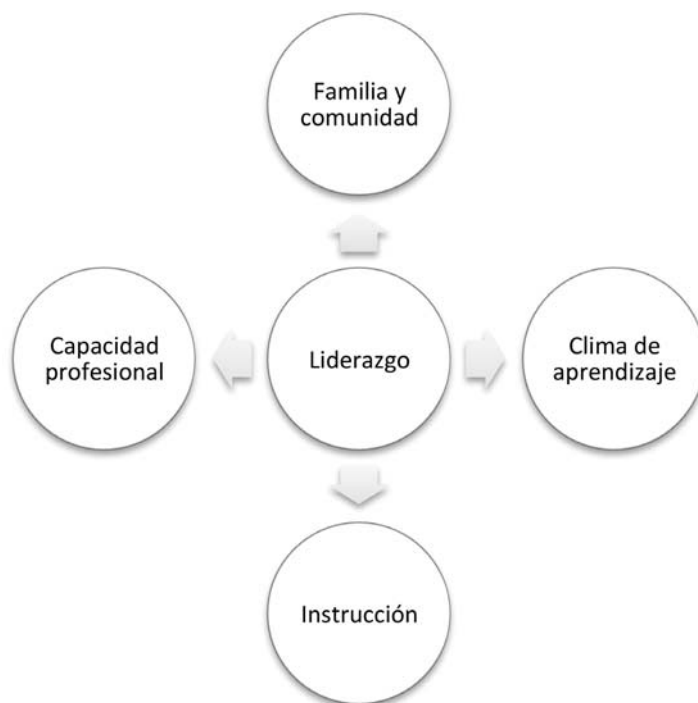 Familia y
comunidad
Capacidad
profesional
Liderazgo
Clima de
aprendizaje
Instrucción